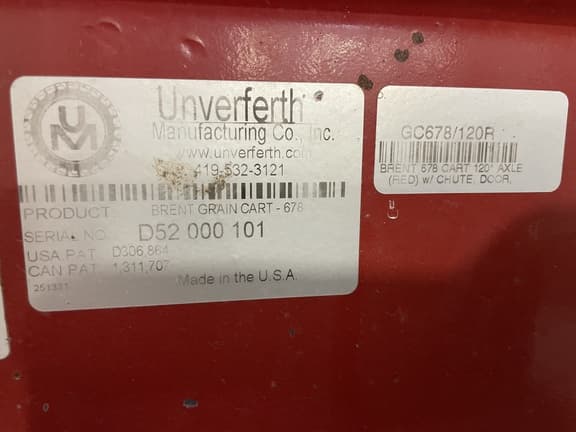 UM
Unverferth
Manufacturing Co., Inc.
www.unverferth.com
419-532-3121
PRODUCT BRENT GRAIN CART - 678
SERIAL NO. D52 000 101
USA PAT. D306,864
CAN PAT. 1,311,707
251331 Made in the U.S.A.
GC678/120R
BRENT 678 CART 120" AXLE
(RED) w/ CHUTE, DOOR,